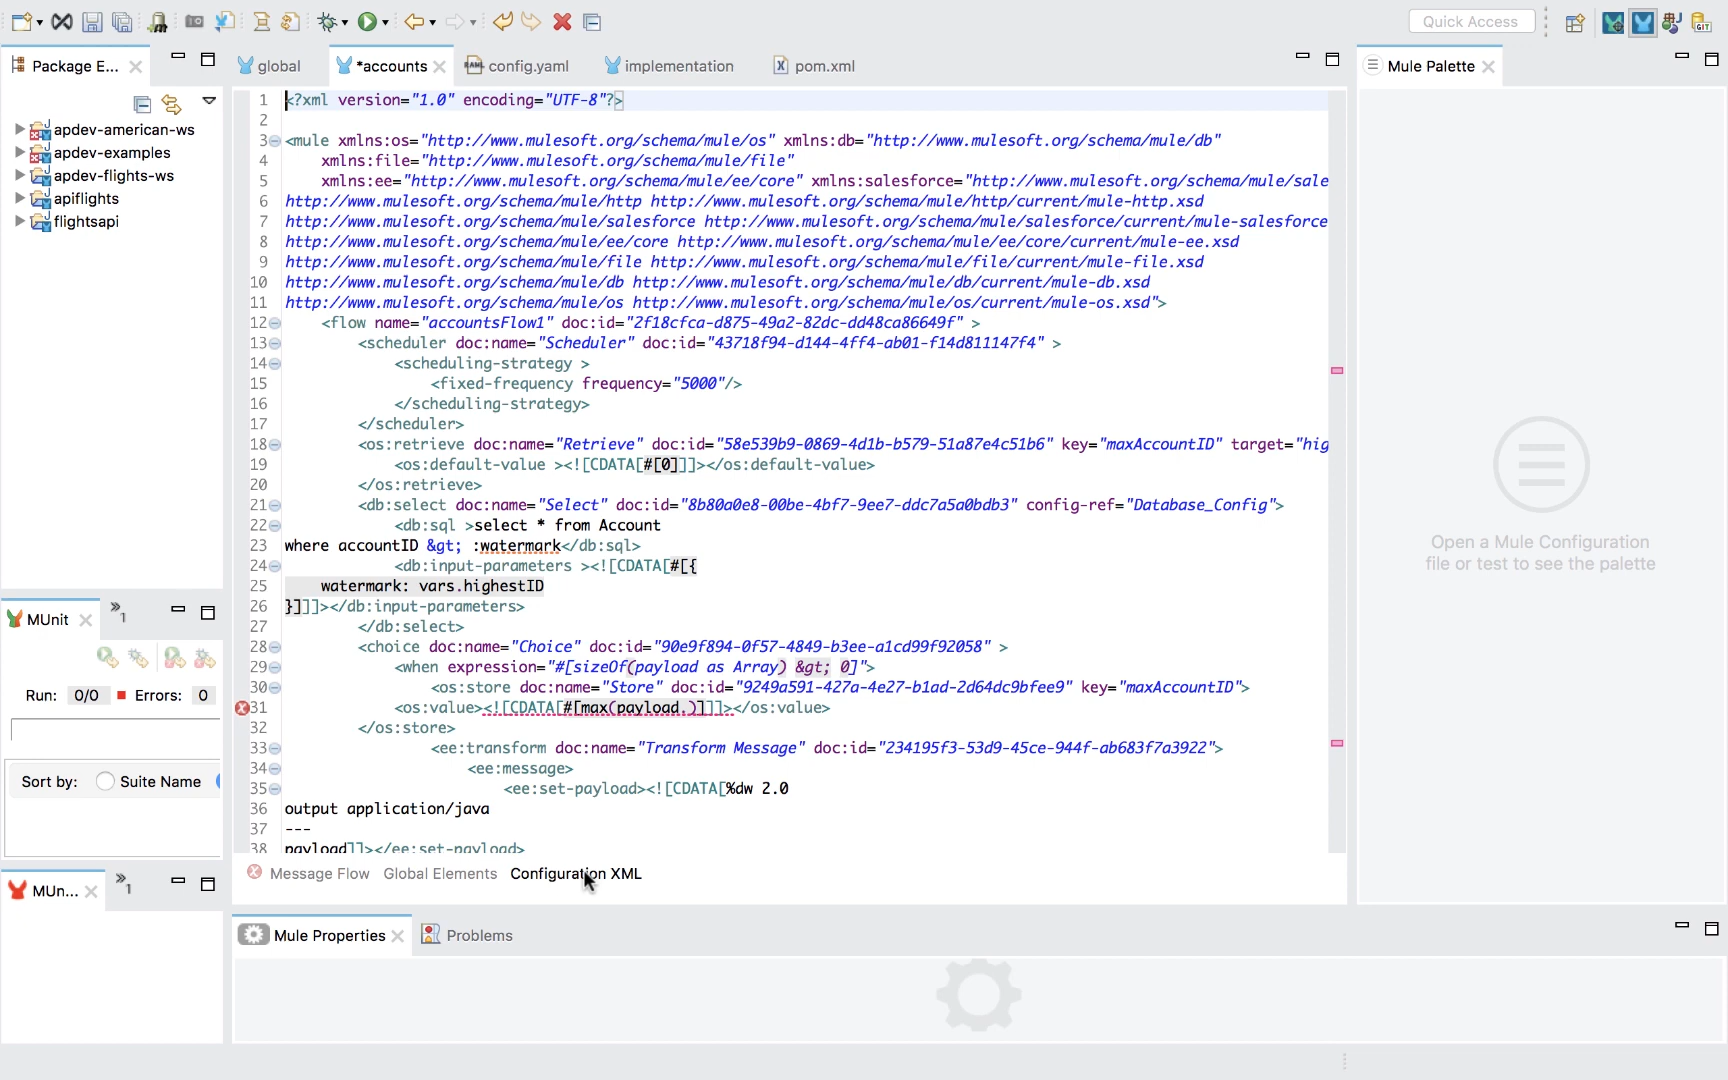 Quick Access
Package E...
global
*accounts
config.yaml
implementation
pom.xml
Mule Palette
apdev-american-ws
apdev-examples
apdev-flights-ws
apiflights
flightsapi
1 <?xml version="1.0" encoding="UTF-8"?>
2
3 <mule xmlns:os="http://www.mulesoft.org/schema/mule/os" xmlns:db="http://www.mulesoft.org/schema/mule/db"
4 xmlns:file="http://www.mulesoft.org/schema/mule/file"
5 xmlns:ee="http://www.mulesoft.org/schema/mule/ee/core" xmlns:salesforce="http://www.mulesoft.org/schema/mule/sale
6 http://www.mulesoft.org/schema/mule/http http://www.mulesoft.org/schema/mule/http/current/mule-http.xsd
7 http://www.mulesoft.org/schema/mule/salesforce http://www.mulesoft.org/schema/mule/salesforce/current/mule-salesforce
8 http://www.mulesoft.org/schema/mule/ee/core http://www.mulesoft.org/schema/mule/ee/core/current/mule-ee.xsd
9 http://www.mulesoft.org/schema/mule/file http://www.mulesoft.org/schema/mule/file/current/mule-file.xsd
10 http://www.mulesoft.org/schema/mule/db http://www.mulesoft.org/schema/mule/db/current/mule-db.xsd
11 http://www.mulesoft.org/schema/mule/os http://www.mulesoft.org/schema/mule/os/current/mule-os.xsd">
12 <flow name="accountsFlow1" doc:id="2f18cfca-d875-49a2-82dc-dd48ca86649f" >
13 <scheduler doc:name="Scheduler" doc:id="43718f94-d144-4ff4-ab01-f14d811147f4" >
14 <scheduling-strategy >
15 <fixed-frequency frequency="5000"/>
16 </scheduling-strategy>
17 </scheduler>
18 <os:retrieve doc:name="Retrieve" doc:id="58e539b9-0869-4d1b-b579-51a87e4c51b6" key="maxAccountID" target="hig
19 <os:default-value ><![CDATA[#[0]]]></os:default-value>
20 </os:retrieve>
21 <db:select doc:name="Select" doc:id="8b80a0e8-00be-4bf7-9ee7-ddc7a5a0bdb3" config-ref="Database_Config">
22 <db:sql >select * from Account
23 where accountID &gt; :watermark</db:sql>
24 <db:input-parameters ><![CDATA[#[{
25 watermark: vars.highestID
26 }]]]></db:input-parameters>
27 </db:select>
28 <choice doc:name="Choice" doc:id="90e9f894-0f57-4849-b3ee-a1cd99f92058" >
29 <when expression="#[sizeOf(payload as Array) &gt; 0]">
30 <os:store doc:name="Store" doc:id="9249a591-427a-4e27-b1ad-2d64dc9bfee9" key="maxAccountID">
31 <os:value><![CDATA[#[max(payload.)]]]></os:value>
32 </os:store>
33 <ee:transform doc:name="Transform Message" doc:id="234195f3-53d9-45ce-944f-ab683f7a3922">
34 <ee:message>
35 <ee:set-payload><![CDATA[%dw 2.0
36 output application/java
37 ---
38 payload]]></ee:set-payload>
Open a Mule Configuration
file or test to see the palette
MUnit
»1
Run: 0/0 Errors: 0
Sort by: Suite Name
Message Flow Global Elements Configuration XML
MUn...
»1
Mule Properties
Problems